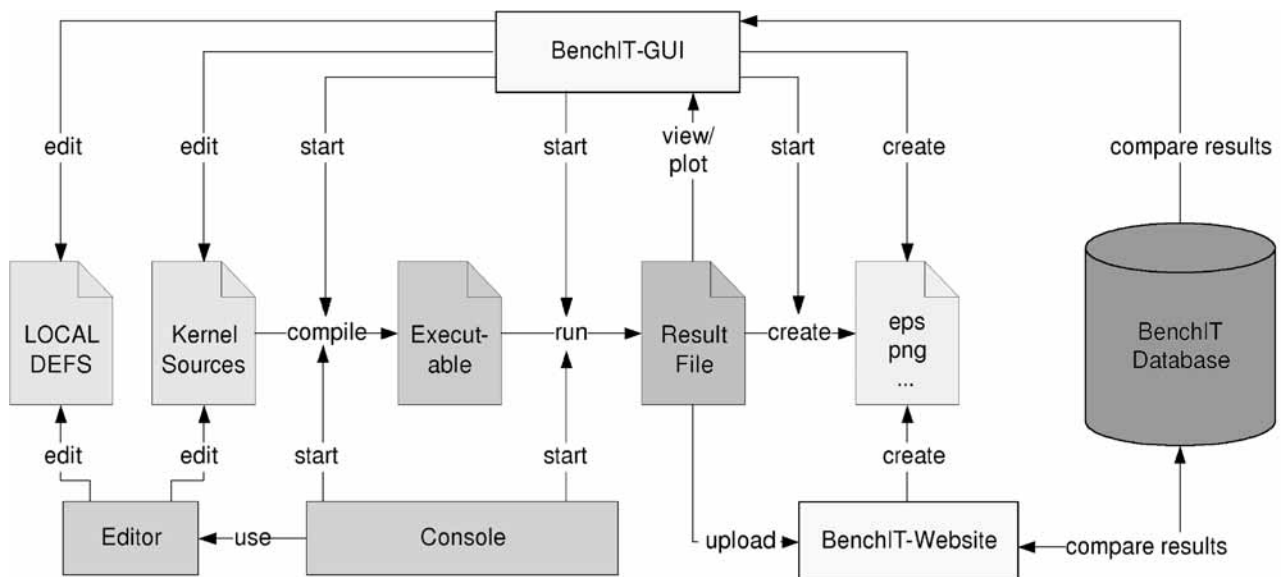 BenchIT-GUI
edit
edit
start
start
view/
plot
start
create
compare results
LOCAL
DEFS
Kernel
Sources
compile
Execut-
able
run
Result
File
create
eps
png
...
BenchIT
Database
edit
edit
start
start
create
Editor
use
Console
upload
BenchIT-Website
compare results